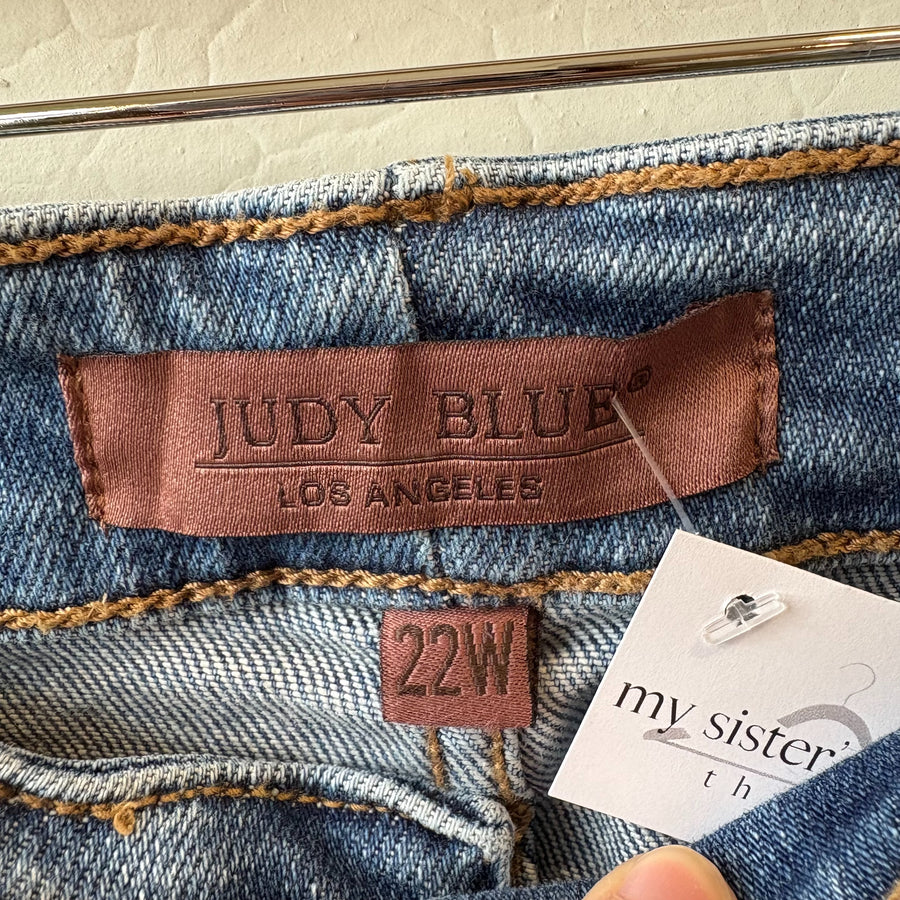 JUDY BLUE®
LOS ANGELES
22W
my sister'
th